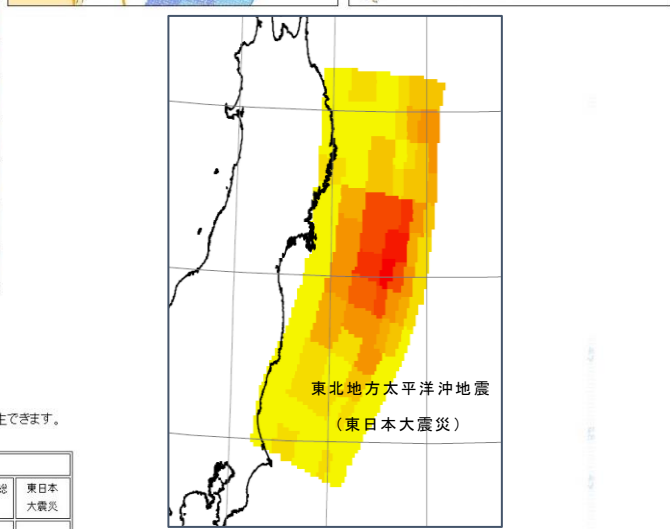 東北地方太平洋沖地震
（東日本大震災）
生できます。
総
東日本
大震災